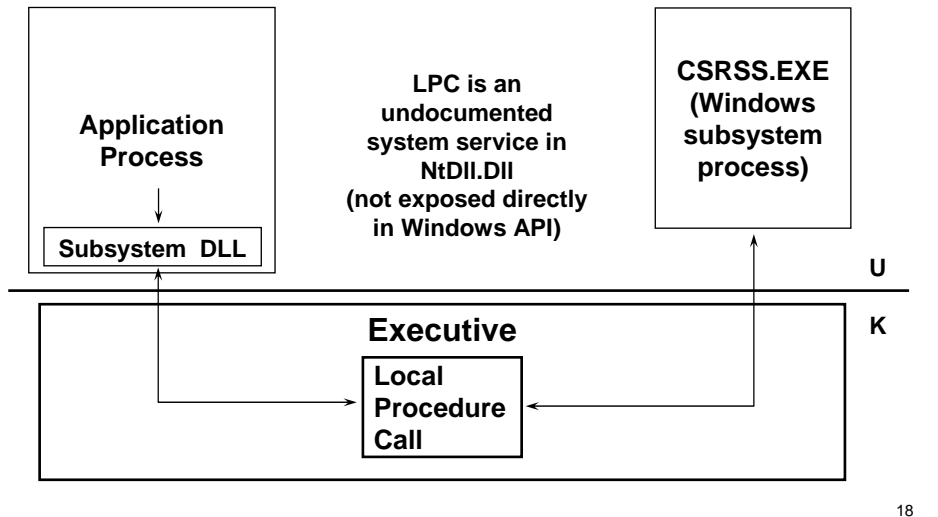 Application
Process
Subsystem DLL
LPC is an
undocumented
system service in
NtDll.Dll
(not exposed directly
in Windows API)
CSRSS.EXE
(Windows
subsystem
process)
U
K
Executive
Local
Procedure
Call
18